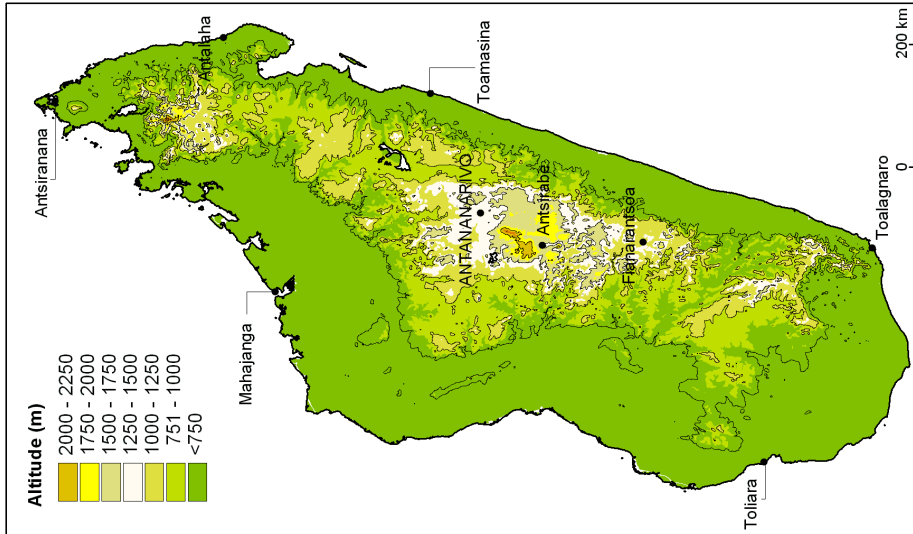 Altitude (m)
2000 - 2250
1750 - 2000
1500 - 1750
1250 - 1500
1000 - 1250
751 - 1000
<750
Antsiranana
Antalaha
Mahajanga
Toamasina
ANTANANARIVO
Antsirabe
Fianarantsoa
Toliara
Toalagnaro
0
200 km